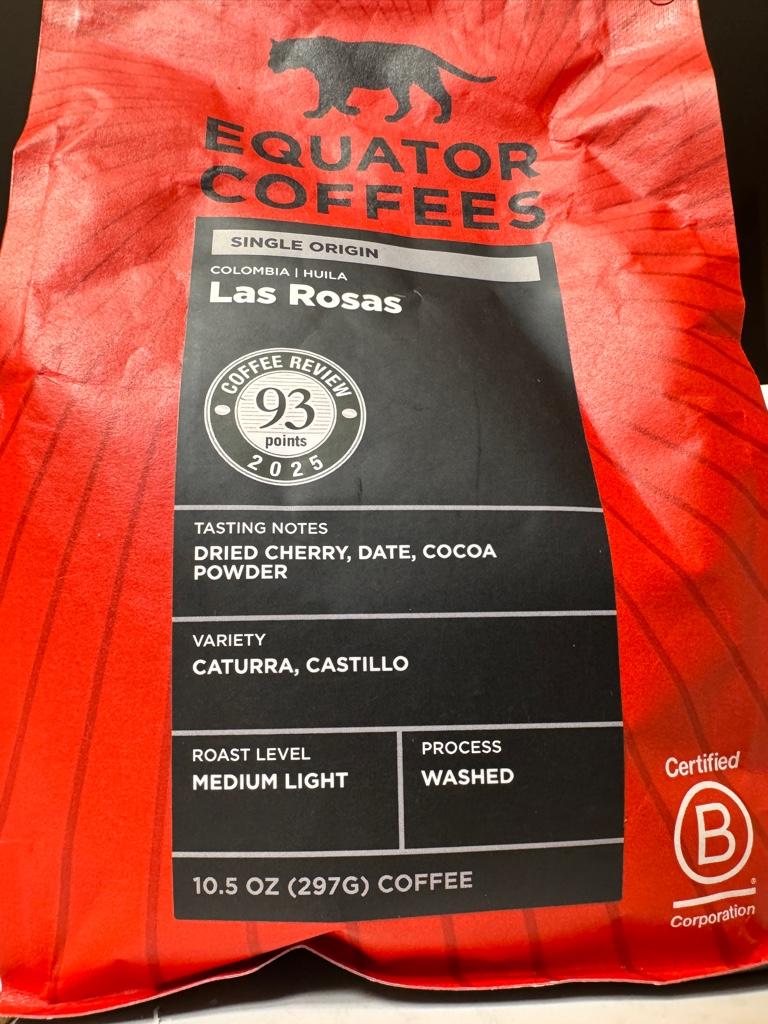 EQUATOR
COFFEES
SINGLE ORIGIN
COLOMBIA | HUILA
Las Rosas
COFFEE REVIEW
93
points
2025
TASTING NOTES
DRIED CHERRY, DATE, COCOA
POWDER
VARIETY
CATURRA, CASTILLO
ROAST LEVEL
MEDIUM LIGHT
PROCESS
WASHED
Certified
B
®
Corporation
10.5 OZ (297G) COFFEE